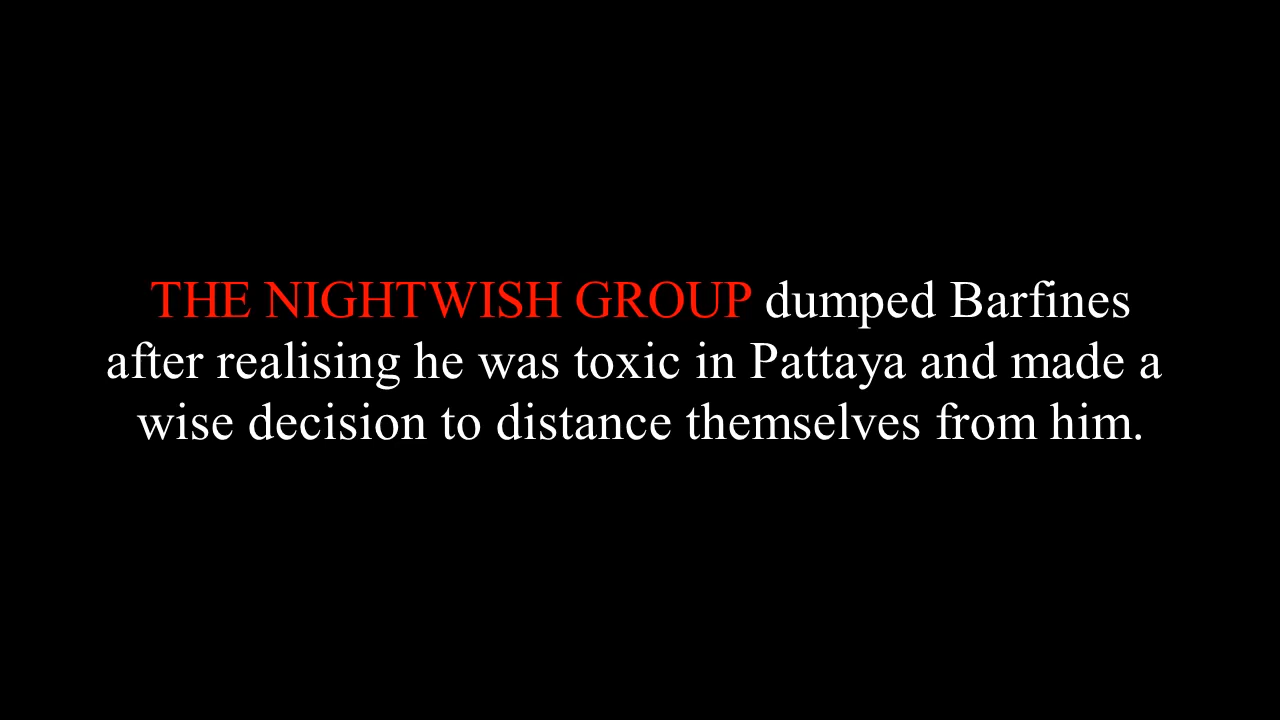 THE NIGHTWISH GROUP dumped Barfines
after realising he was toxic in Pattaya and made a
wise decision to distance themselves from him.